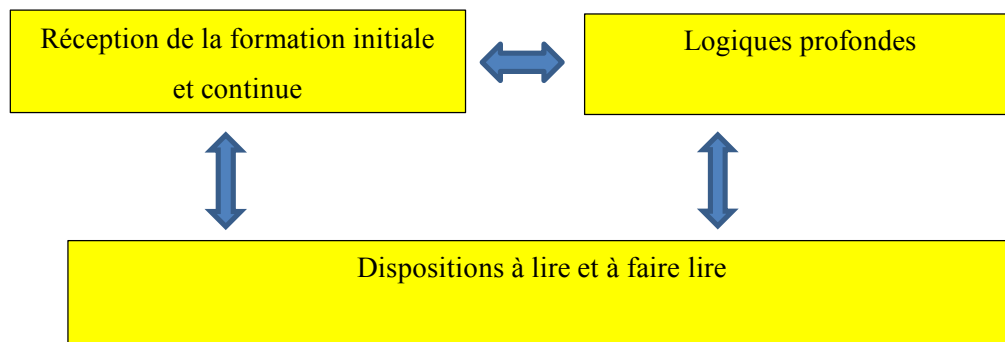 Réception de la formation initiale
et continue
Logiques profondes
Dispositions à lire et à faire lire